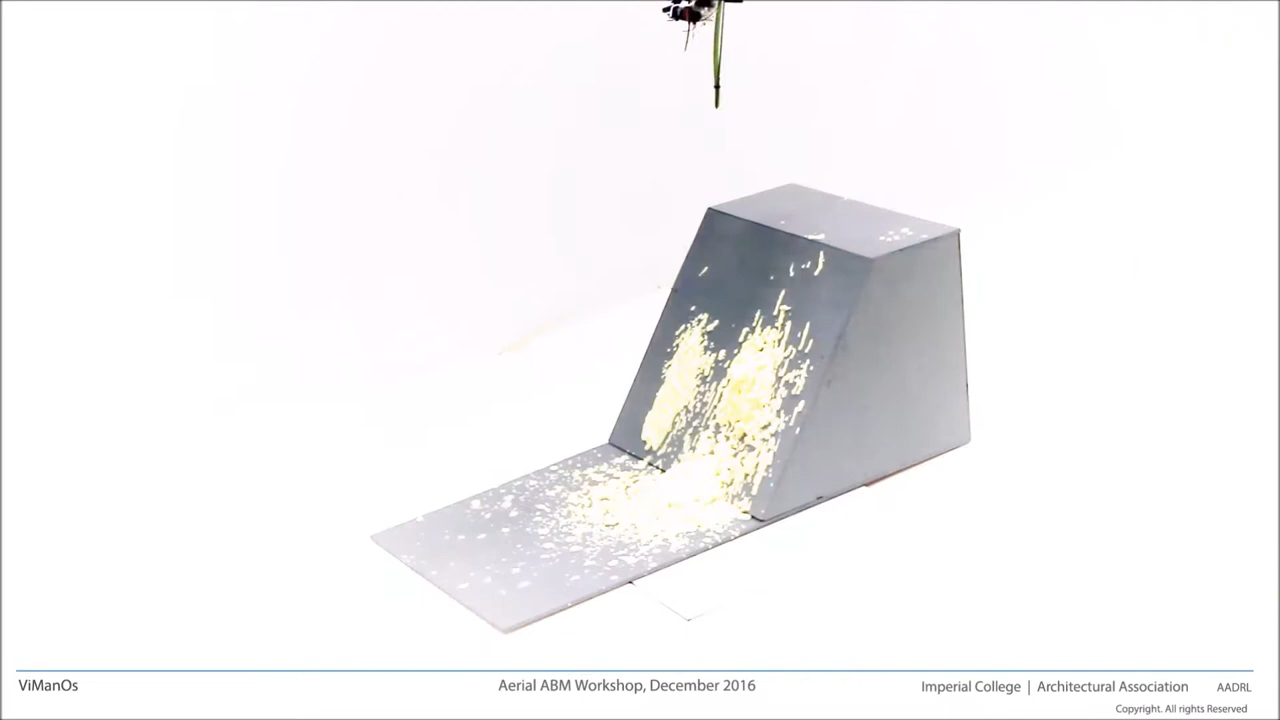 ViManOs
Aerial ABM Workshop, December 2016
Imperial College | Architectural Association AADRL
Copyright. All rights Reserved